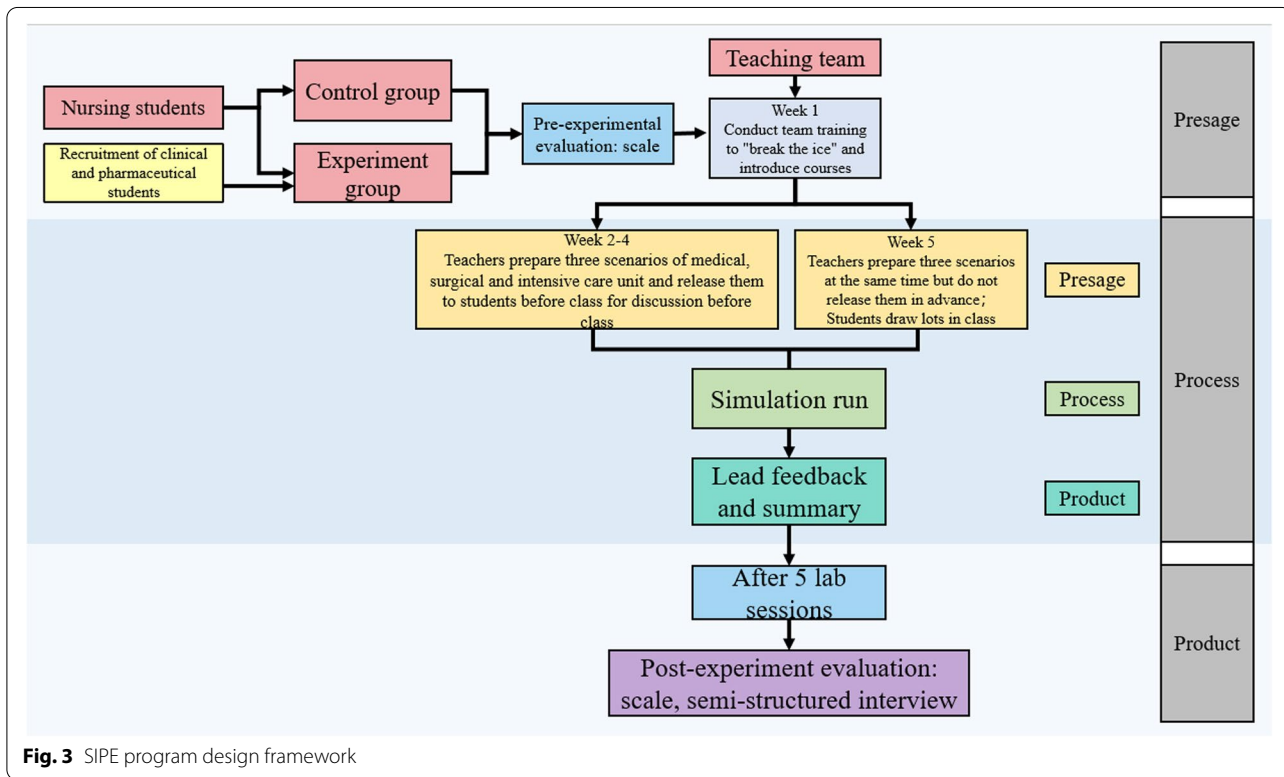 Teaching team
Nursing students
Control group
Recruitment of clinical
and pharmaceutical
students
Experiment
group
Pre-experimental
evaluation: scale
Week 1
Conduct team training
to "break the ice" and
introduce courses
Presage
Week 2-4
Teachers prepare three scenarios of medical,
surgical and intensive care unit and release them
to students before class for discussion before
class
Week 5
Teachers prepare three scenarios
at the same time but do not
release them in advance;
Students draw lots in class
Presage
Simulation run
Process
Lead feedback
and summary
Product
Process
After 5 lab
sessions
Post-experiment evaluation:
scale, semi-structured interview
Product
Fig. 3 SIPE program design framework